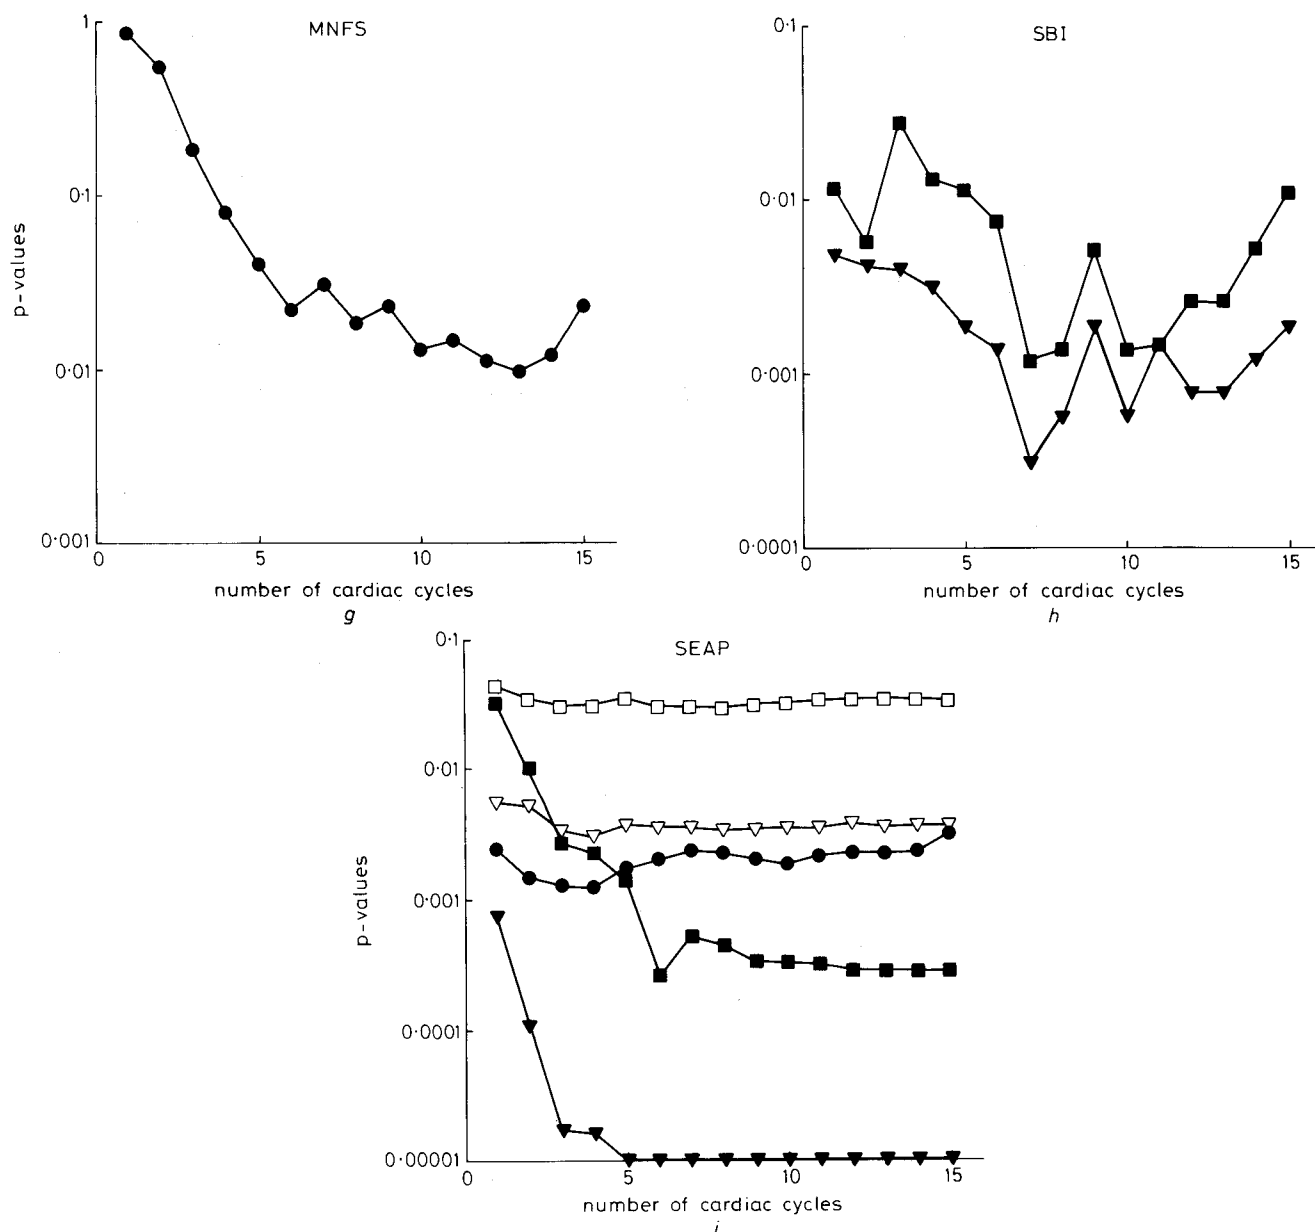 MNFS
1
0·1
0·01
0·001
p-values
0 5 10 15
number of cardiac cycles
g
SBI
0·1
0·01
0·001
0·0001
0 5 10 15
number of cardiac cycles
h
SEAP
0·1
0·01
0·001
0·0001
0·00001
p-values
0 5 10 15
number of cardiac cycles
i